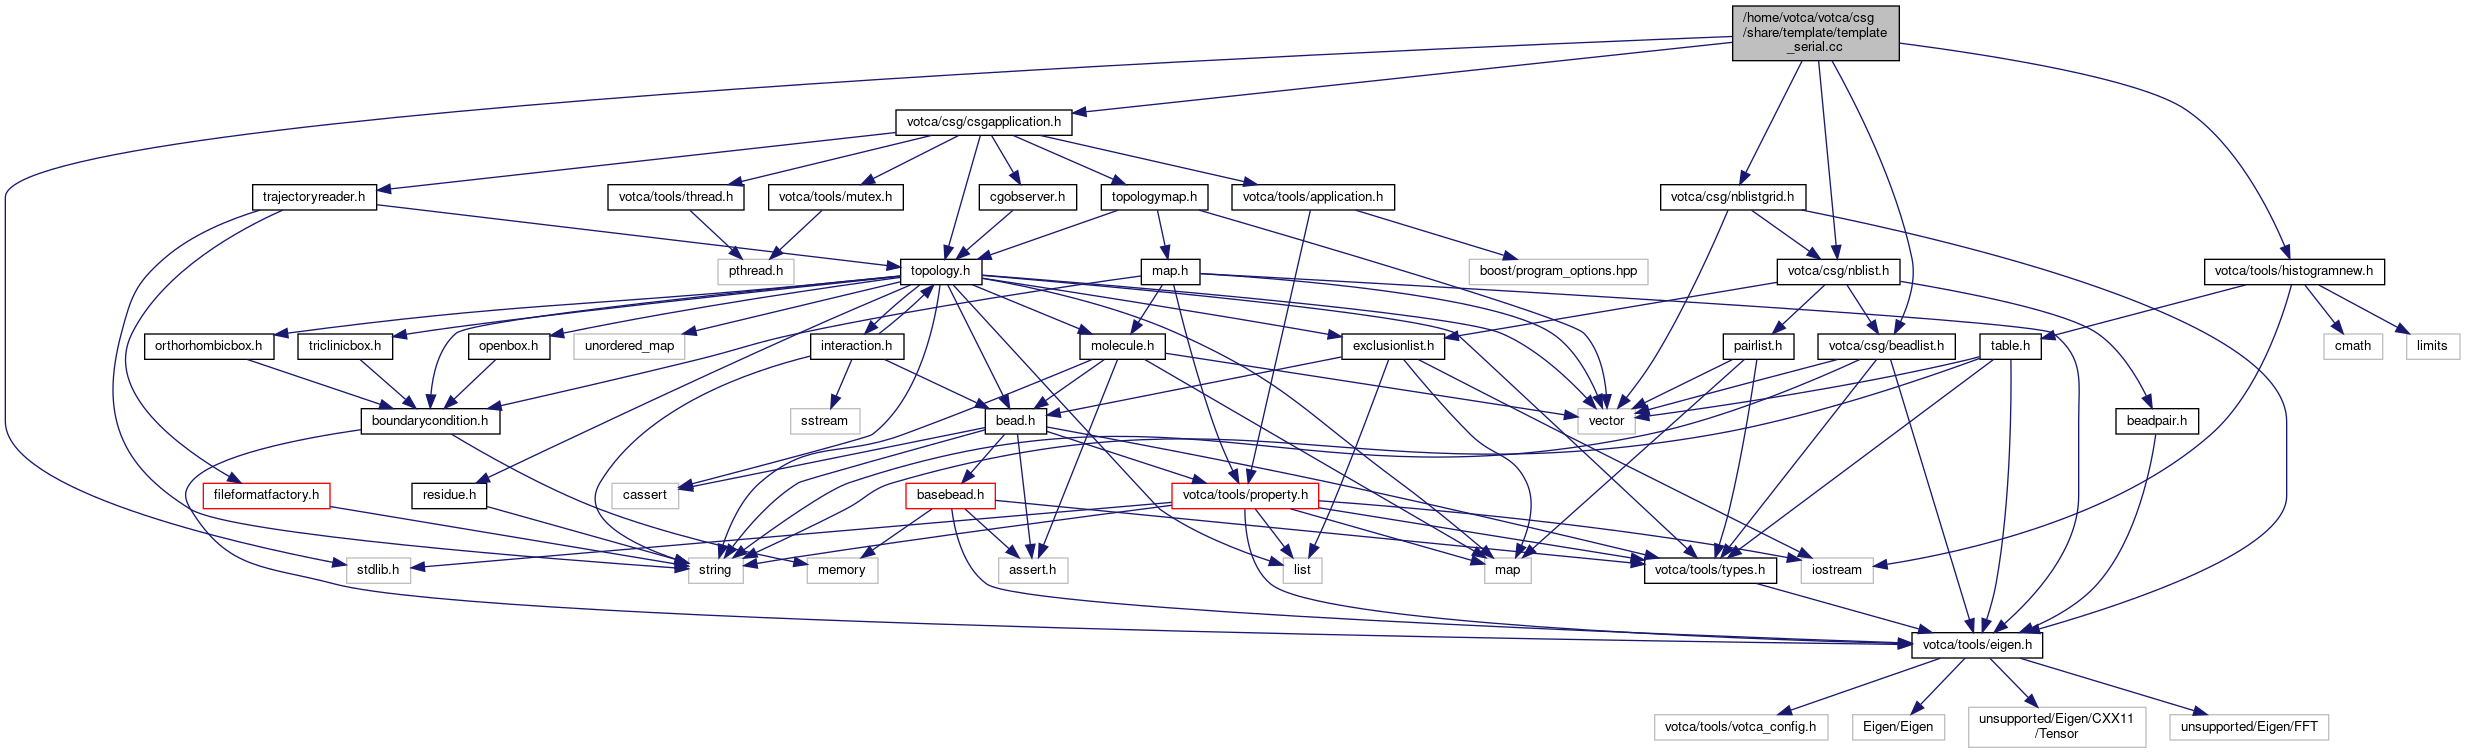 /home/votca/votca/csg
/share/template/template
_serial.cc
votca/csg/csgapplication.h
trajectoryreader.h
votca/tools/thread.h
votca/tools/mutex.h
cgobserver.h
topologymap.h
votca/tools/application.h
votca/csg/nblistgrid.h
pthread.h
topology.h
map.h
boost/program_options.hpp
votca/csg/nblist.h
votca/tools/histogramnew.h
orthorhombicbox.h
triclinicbox.h
openbox.h
unordered_map
interaction.h
molecule.h
exclusionlist.h
pairlist.h
votca/csg/beadlist.h
table.h
cmath
limits
boundarycondition.h
sstream
bead.h
vector
beadpair.h
fileformatfactory.h
residue.h
cassert
basebead.h
votca/tools/property.h
stdlib.h
string
memory
assert.h
list
map
votca/tools/types.h
iostream
votca/tools/eigen.h
votca/tools/votca_config.h
Eigen/Eigen
unsupported/Eigen/CXX11
/Tensor
unsupported/Eigen/FFT